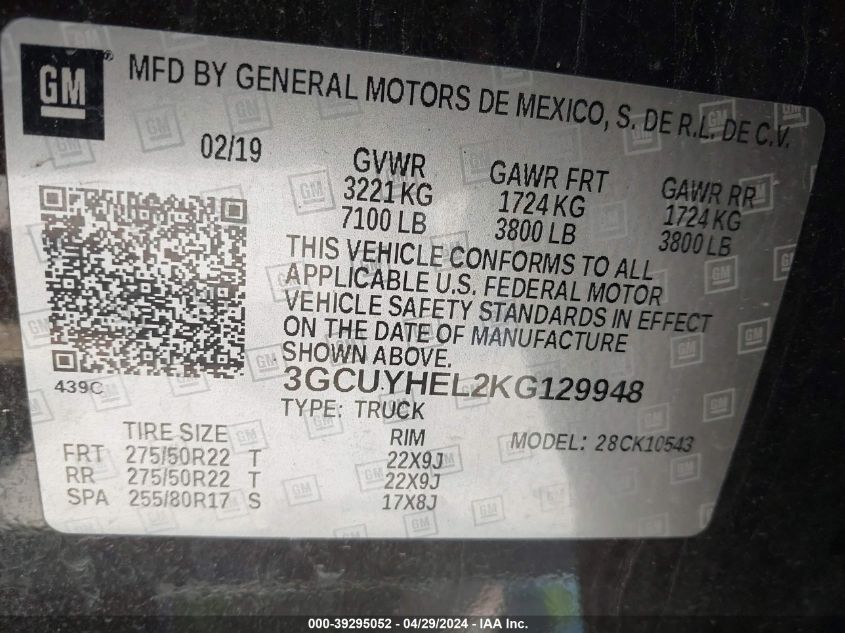 GM
MFD BY GENERAL MOTORS DE MEXICO, S. DE R.L. DE C.V.
02/19 GVWR GAWR FRT GAWR RR
3221 KG 1724 KG 1724 KG
7100 LB 3800 LB 3800 LB
THIS VEHICLE CONFORMS TO ALL
APPLICABLE U.S. FEDERAL MOTOR
VEHICLE SAFETY STANDARDS IN EFFECT
ON THE DATE OF MANUFACTURE
SHOWN ABOVE.
439C
3GCUYHEL2KG129948
TYPE: TRUCK
TIRE SIZE RIM MODEL: 28CK10543
FRT 275/50R22 T 22X9J
RR 275/50R22 T 22X9J
SPA 255/80R17 S 17X8J
000-39295052 - 04/29/2024 - IAA Inc.